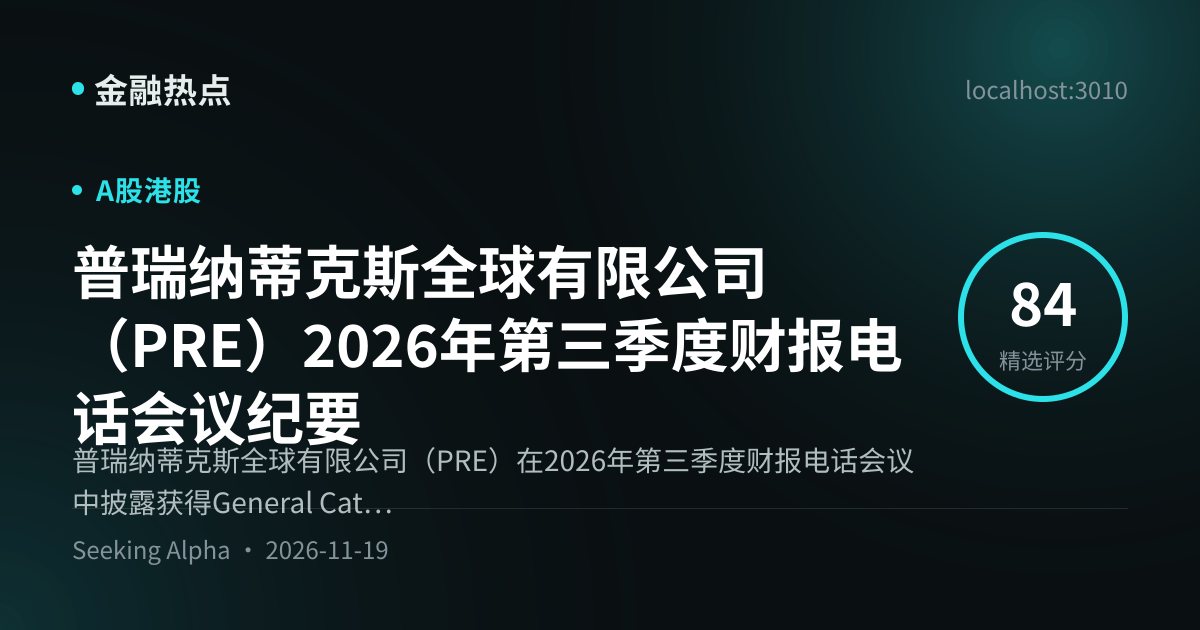 金融热点
localhost:3010
A股港股
普瑞纳蒂克斯全球有限公司
（PRE）2026年第三季度财报电
话会议纪要
84
精选评分
普瑞纳蒂克斯全球有限公司（PRE）在2026年第三季度财报电话会议
中披露获得General Cat…
Seeking Alpha · 2026-11-19